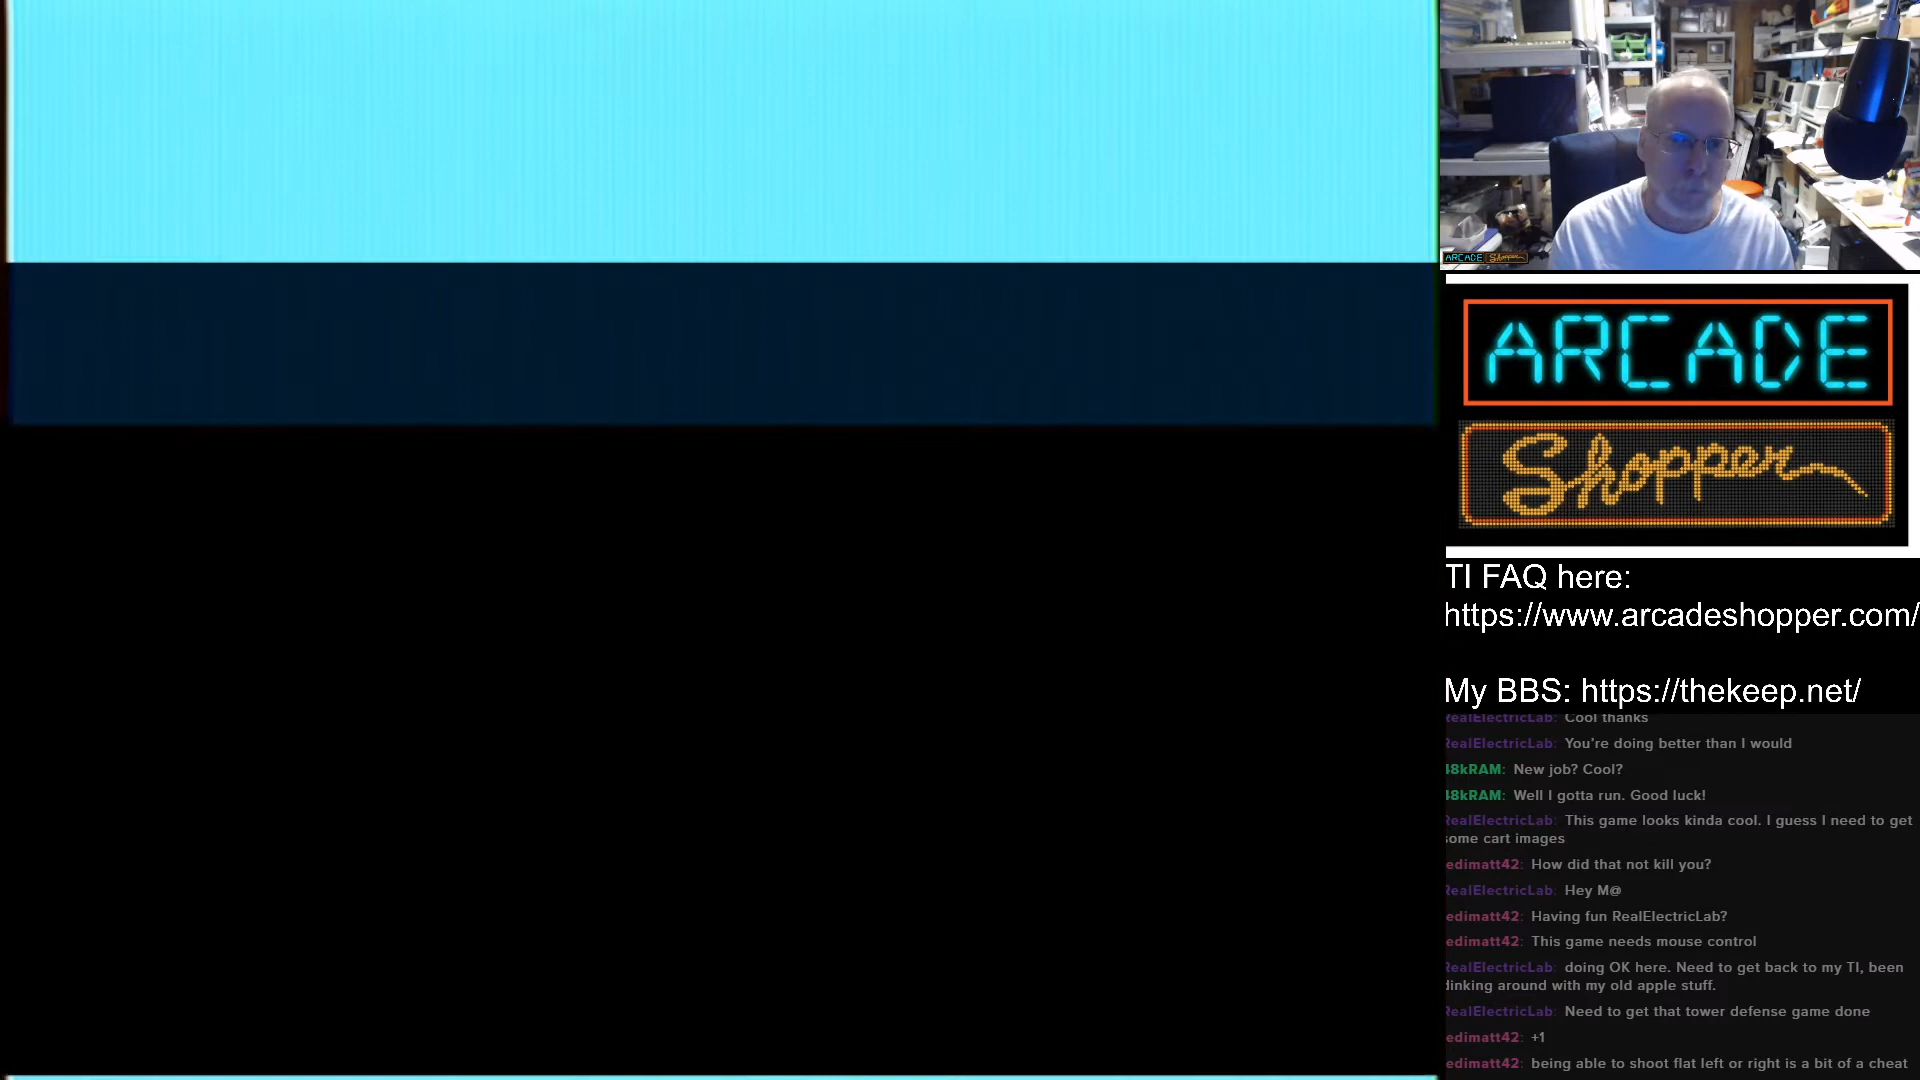 ARCADE Shopper
ARCADE
Shopper
TI FAQ here:
https://www.arcadeshopper.com/
My BBS: https://thekeep.net/
RealElectricLab: Cool thanks
RealElectricLab: You're doing better than I would
48kRAM: New job? Cool?
48kRAM: Well I gotta run. Good luck!
RealElectricLab: This game looks kinda cool. I guess I need to get
some cart images
edimatt42: How did that not kill you?
RealElectricLab: Hey M@
edimatt42: Having fun RealElectricLab?
edimatt42: This game needs mouse control
RealElectricLab: doing OK here. Need to get back to my TI, been
dinking around with my old apple stuff.
RealElectricLab: Need to get that tower defense game done
edimatt42: +1
edimatt42: being able to shoot flat left or right is a bit of a cheat